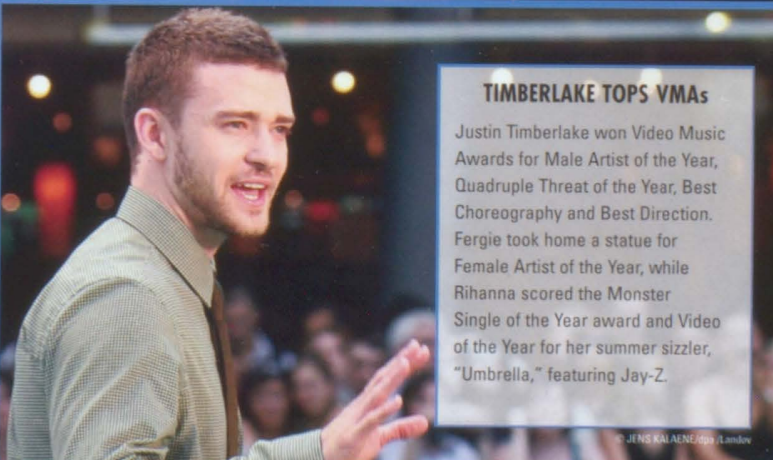 TIMBERLAKE TOPS VMAs
Justin Timberlake won Video Music
Awards for Male Artist of the Year,
Quadruple Threat of the Year, Best
Choreography and Best Direction.
Fergie took home a statue for
Female Artist of the Year, while
Rihanna scored the Monster
Single of the Year award and Video
of the Year for her summer sizzler,
"Umbrella," featuring Jay-Z.
© JENS KALAENE/dpa /Landov